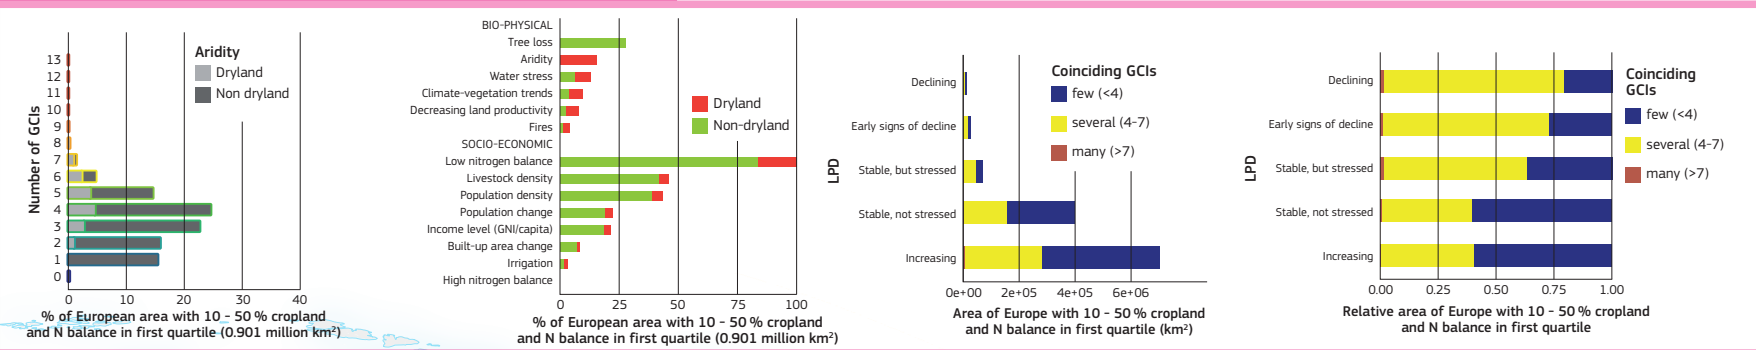 Number of GCIs
13
12
11
10
9
8
7
6
5
4
3
2
1
0
0 10 20 30 40
Aridity
Dryland
Non dryland
% of European area with 10 - 50 % cropland
and N balance in first quartile (0.901 million km²)
BIO-PHYSICAL
Tree loss
Aridity
Water stress
Climate-vegetation trends
Decreasing land productivity
Fires
SOCIO-ECONOMIC
Low nitrogen balance
Livestock density
Population density
Population change
Income level (GNI/capita)
Built-up area change
Irrigation
High nitrogen balance
0 25 50 75 100
Dryland
Non-dryland
% of European area with 10 - 50 % cropland
and N balance in first quartile (0.901 million km²)
LPD
Declining
Early signs of decline
Stable, but stressed
Stable, not stressed
Increasing
0e+00 2e+05 4e+05 6e+06
Coinciding GCIs
few (<4)
several (4-7)
many (>7)
Area of Europe with 10 - 50 % cropland
and N balance in first quartile (km²)
LPD
Declining
Early signs of decline
Stable, but stressed
Stable, not stressed
Increasing
0.00 0.25 0.50 0.75 1.00
Coinciding
GCIs
few (<4)
several (4-7)
many (>7)
Relative area of Europe with 10 - 50 % cropland
and N balance in first quartile